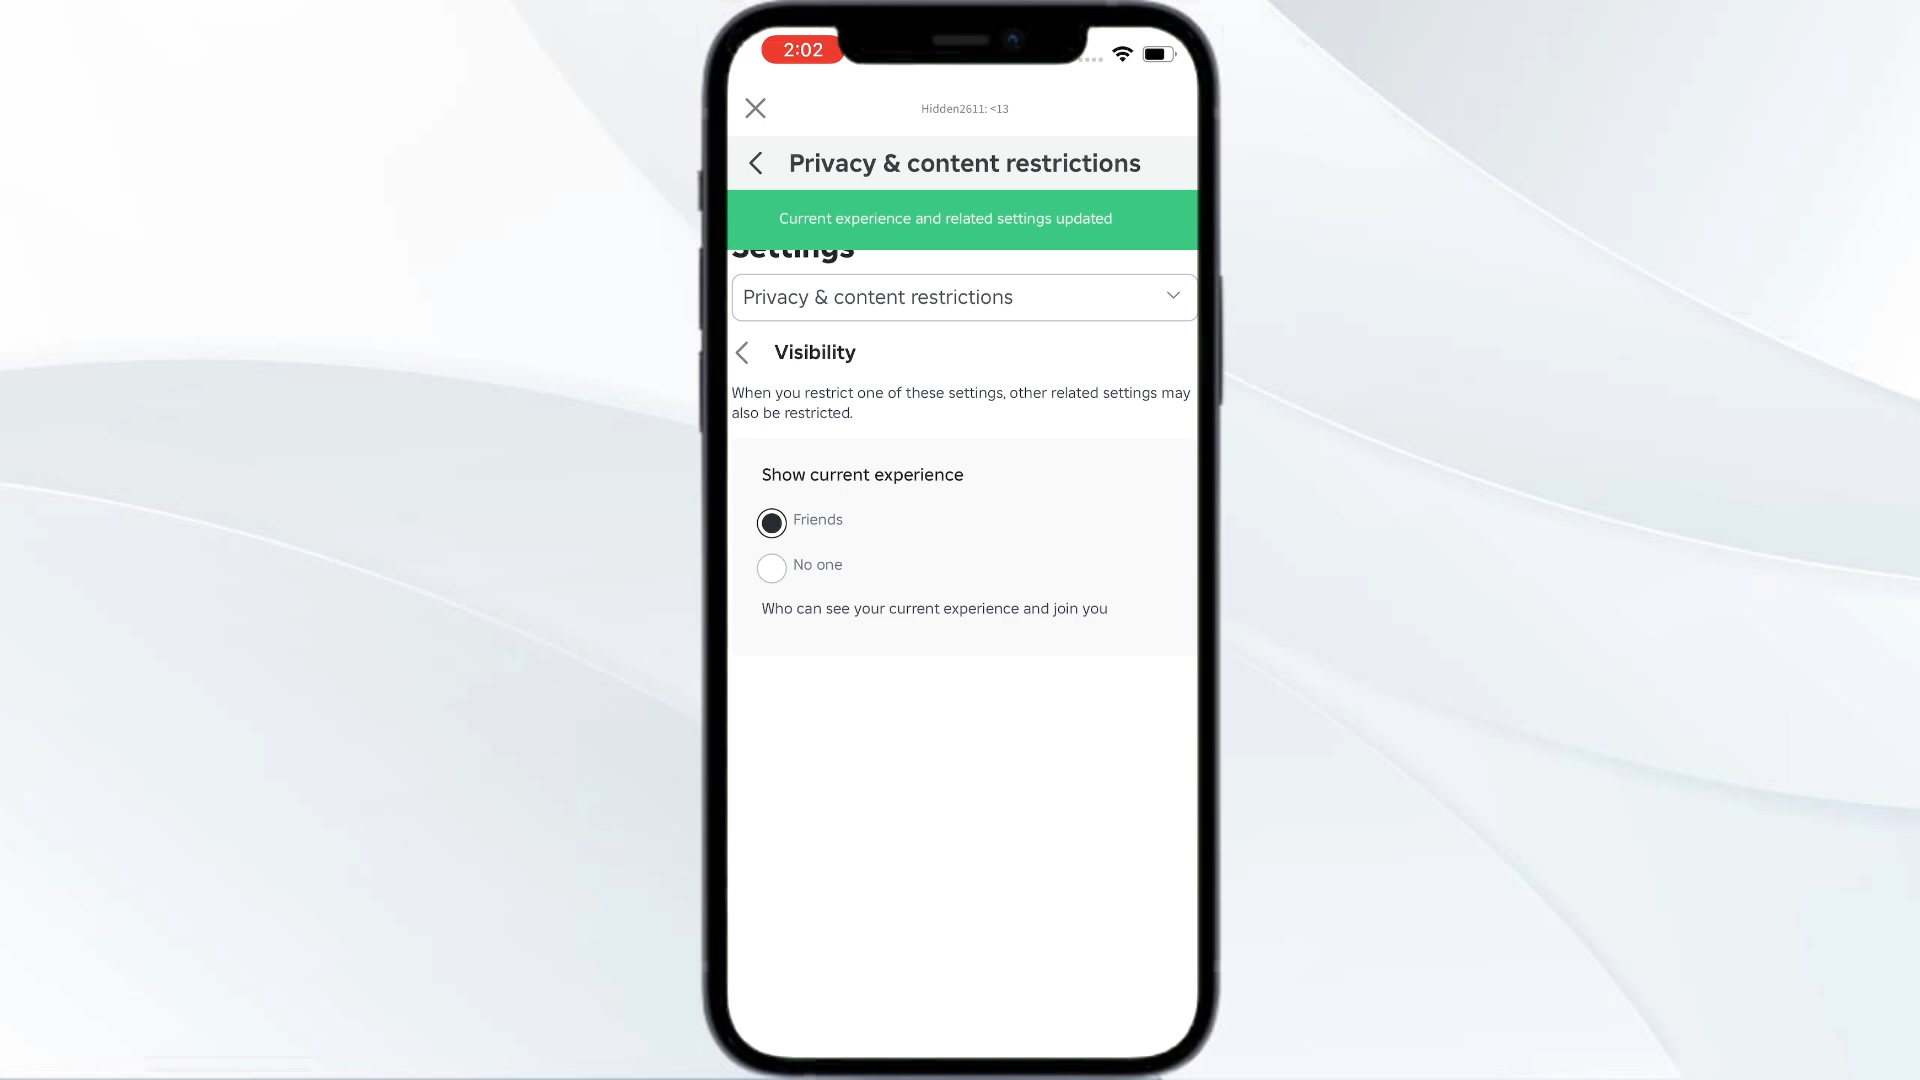 2:02
Hidden2611: <13
Privacy & content restrictions
Current experience and related settings updated
Settings
Privacy & content restrictions
Visibility
When you restrict one of these settings, other related settings may
also be restricted.
Show current experience
Friends
No one
Who can see your current experience and join you